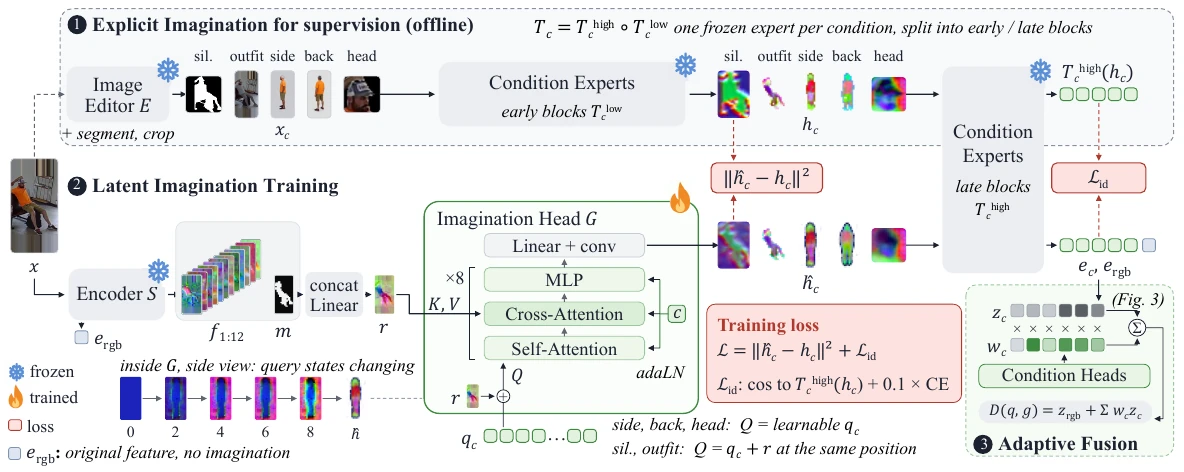 1 Explicit Imagination for supervision (offline)
T_c = T_c^high ∘ T_c^low one frozen expert per condition, split into early / late blocks
sil. outfit side back head
Image
Editor E
+ segment, crop
x_c
Condition Experts
early blocks T_c^low
sil. outfit side back head
h_c
T_c^high(h_c)
Condition
Experts
late blocks
T_c^high
‖ĥ_c − h_c‖²
ℒ_id
x
2 Latent Imagination Training
Encoder S
e_rgb
f_1:12
m
concat
Linear
r
Imagination Head G
Linear + conv
×8
MLP
K, V
Cross-Attention
c
Self-Attention
adaLN
Q
r
q_c
ĥ_c
e_c, e_rgb
Training loss
ℒ = ‖ĥ_c − h_c‖² + ℒ_id
ℒ_id: cos to T_c^high(h_c) + 0.1 × CE
(Fig. 3)
z_c
× × × × × ×
Σ
w_c
Condition Heads
D(q, g) = z_rgb + Σ w_c z_c
3 Adaptive Fusion
inside G, side view: query states changing
0 2 4 6 8 ĥ
frozen
trained
loss
e_rgb: original feature, no imagination
side, back, head: Q = learnable q_c
sil., outfit: Q = q_c + r at the same position